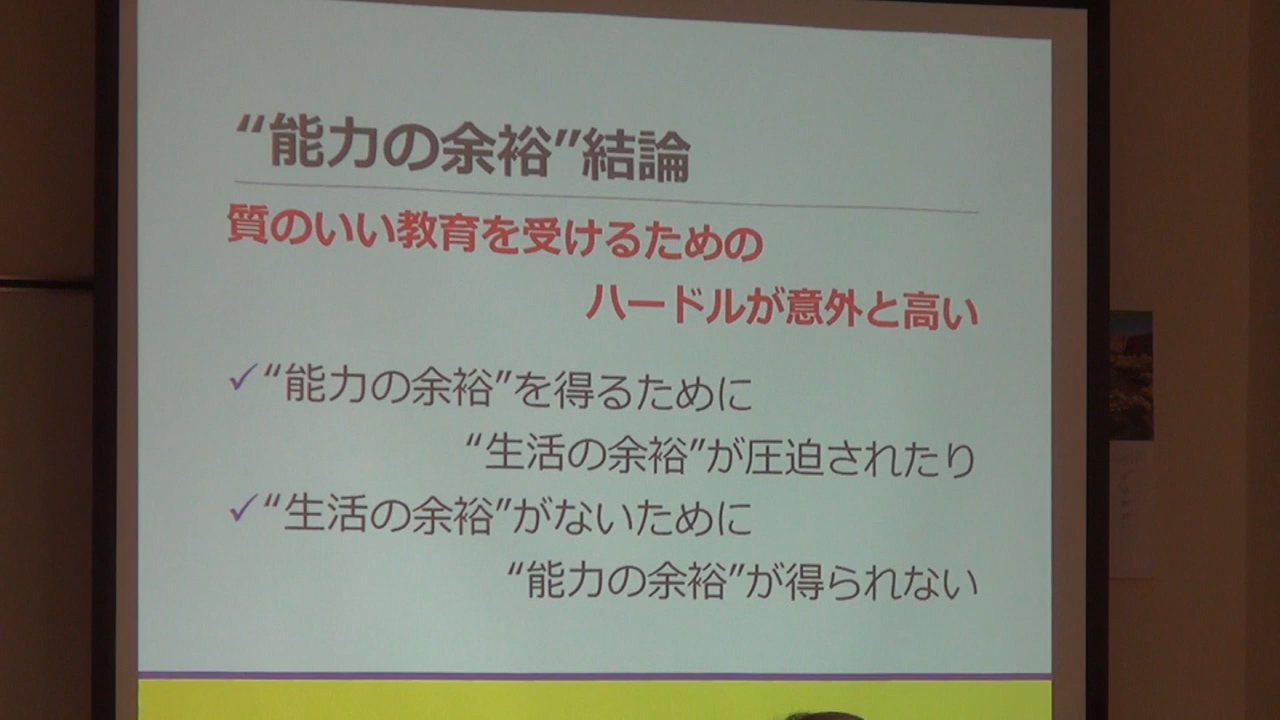 “能力の余裕”結論
質のいい教育を受けるための
ハードルが意外と高い
✓“能力の余裕”を得るために
“生活の余裕”が圧迫されたり
✓“生活の余裕”がないために
“能力の余裕”が得られない